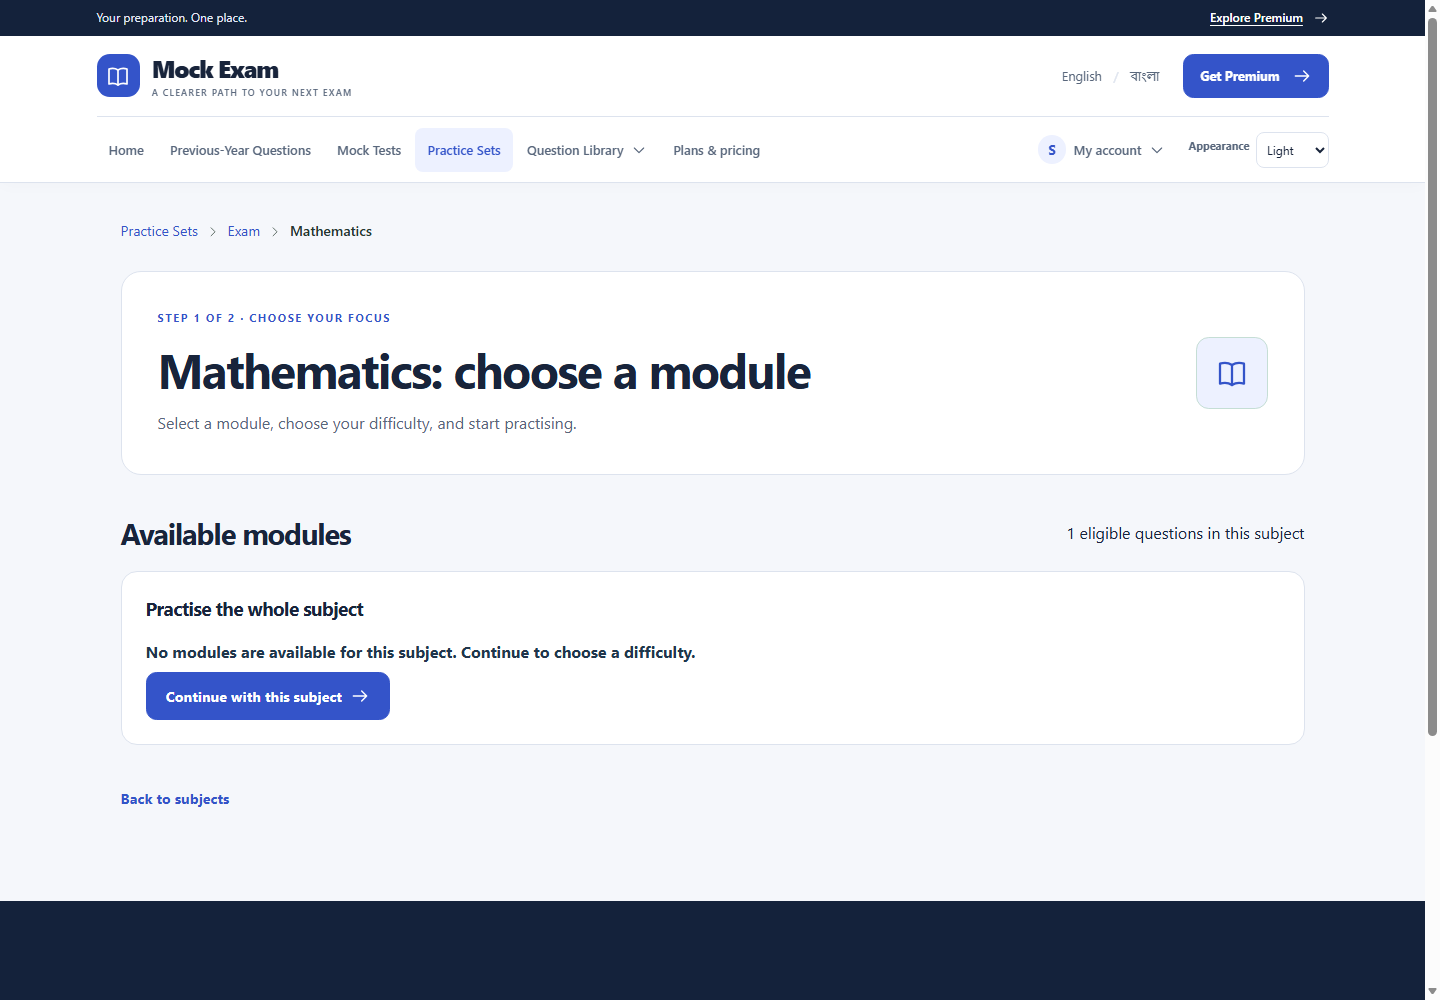 Your preparation. One place.
Explore Premium
Mock Exam
A CLEARER PATH TO YOUR NEXT EXAM
English / বাংলা
Get Premium
Home
Previous-Year Questions
Mock Tests
Practice Sets
Question Library
Plans & pricing
S
My account
Appearance
Light
Practice Sets > Exam > Mathematics
STEP 1 OF 2 · CHOOSE YOUR FOCUS
Mathematics: choose a module
Select a module, choose your difficulty, and start practising.
Available modules
1 eligible questions in this subject
Practise the whole subject
No modules are available for this subject. Continue to choose a difficulty.
Continue with this subject
Back to subjects